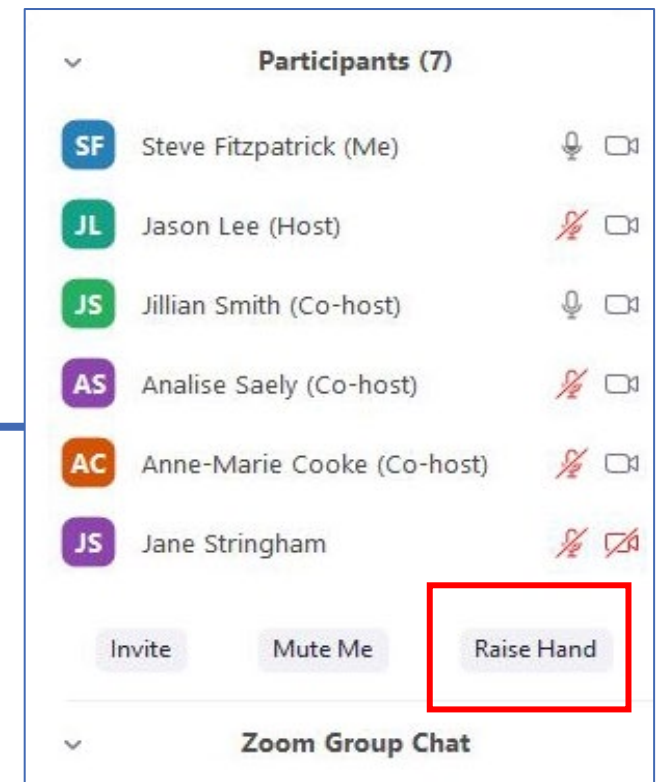 Participants (7)
SF Steve Fitzpatrick (Me)
JL Jason Lee (Host)
JS Jillian Smith (Co-host)
AS Analise Saely (Co-host)
AC Anne-Marie Cooke (Co-host)
JS Jane Stringham
Invite Mute Me Raise Hand
Zoom Group Chat